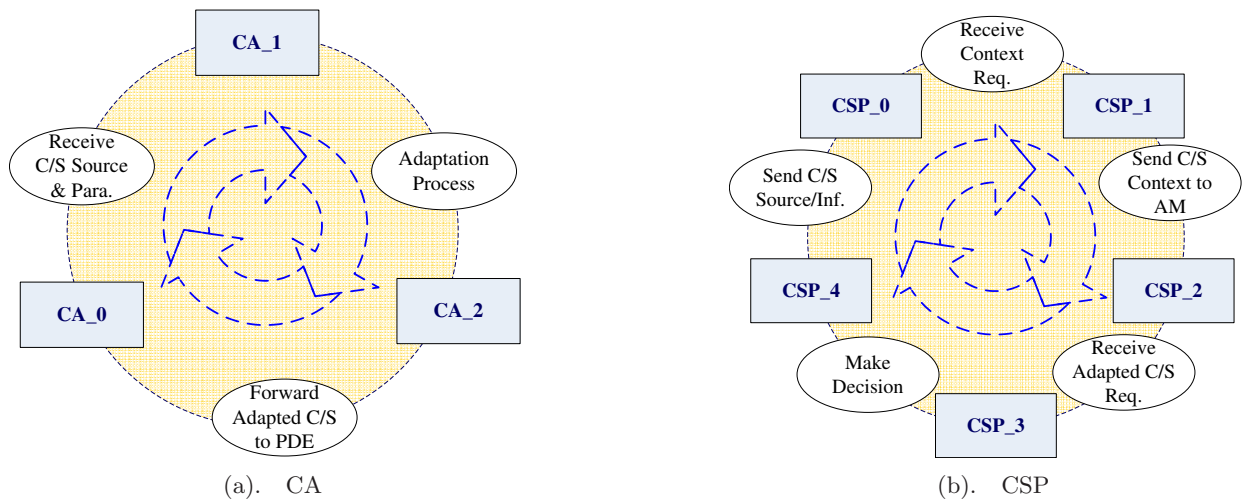 CA_1
Receive
C/S Source
& Para.
Adaptation
Process
CA_0
CA_2
Forward
Adapted C/S
to PDE
(a). CA
Receive
Context
Req.
CSP_0
CSP_1
Send C/S
Source/Inf.
Send C/S
Context to
AM
CSP_4
CSP_2
Make
Decision
Receive
Adapted C/S
Req.
CSP_3
(b). CSP